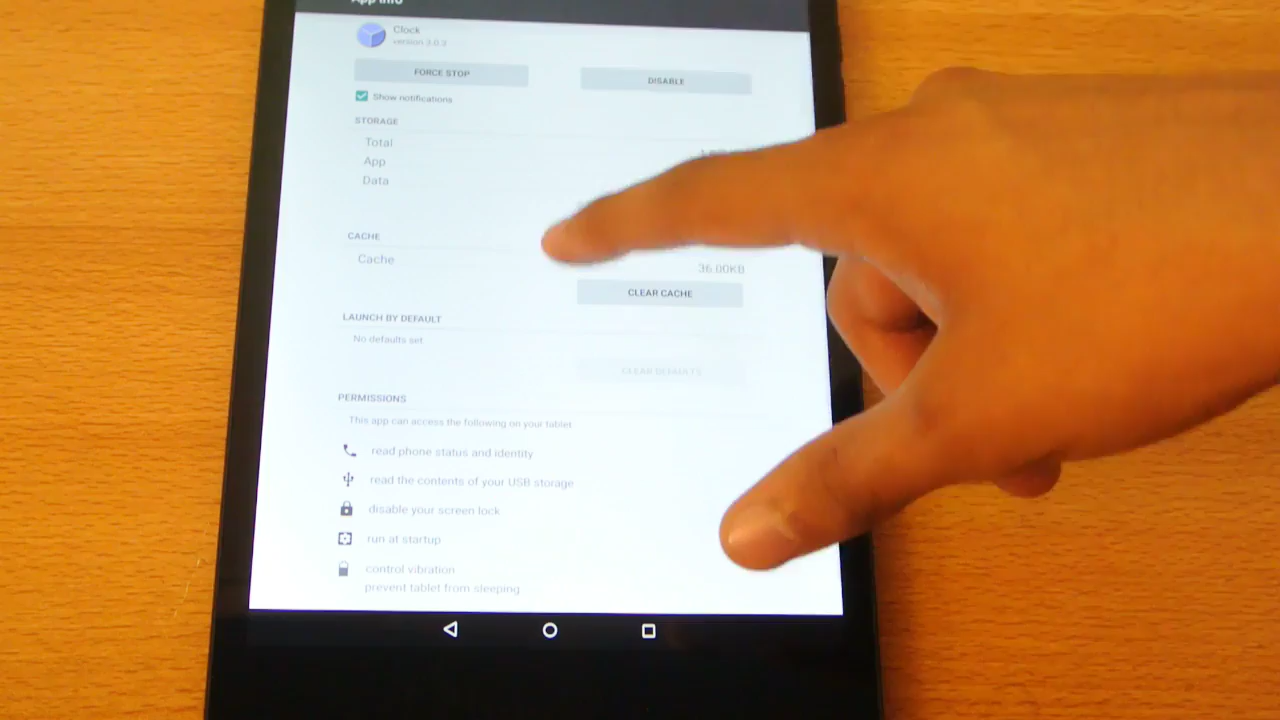 App info
Clock
version 3.0.3
FORCE STOP
DISABLE
Show notifications
STORAGE
Total
App
Data
CACHE
Cache
36.00KB
CLEAR CACHE
LAUNCH BY DEFAULT
No defaults set
CLEAR DEFAULTS
PERMISSIONS
This app can access the following on your tablet
read phone status and identity
read the contents of your USB storage
disable your screen lock
run at startup
control vibration
prevent tablet from sleeping